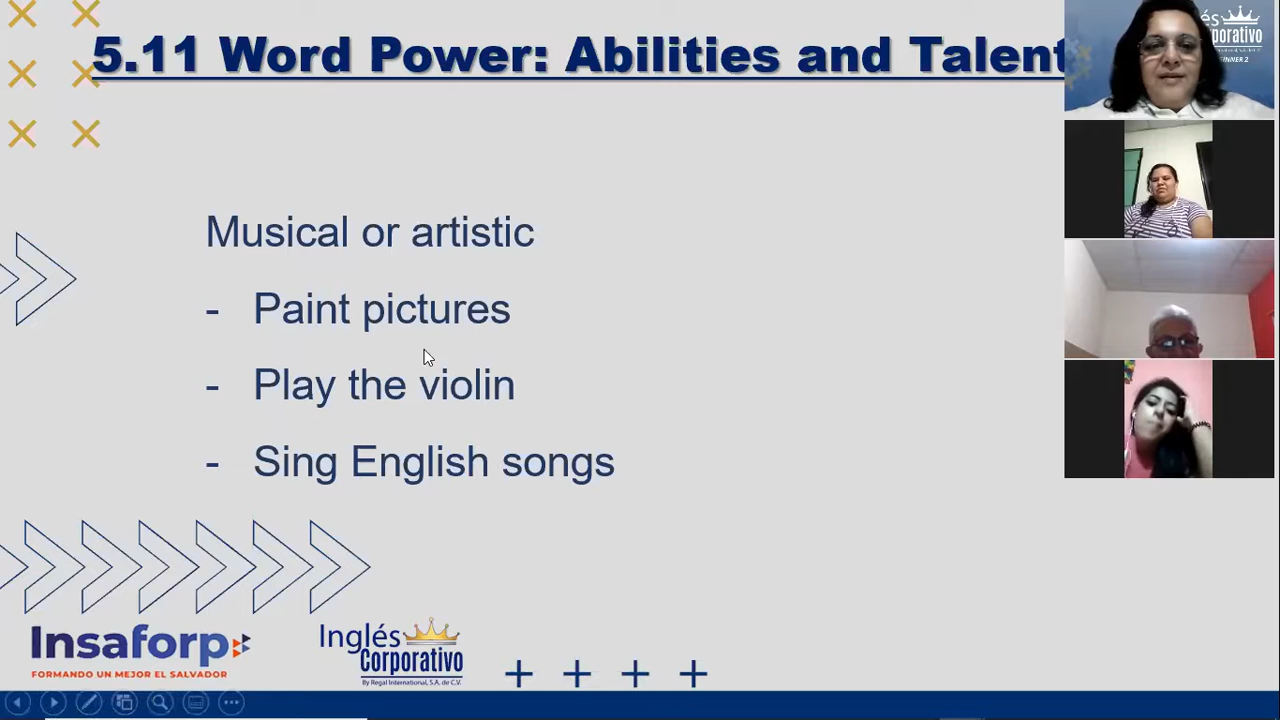 5.11 Word Power: Abilities and Talent
Musical or artistic
- Paint pictures
- Play the violin
- Sing English songs
Insaforp
FORMANDO UN MEJOR EL SALVADOR
Inglés
Corporativo
By Regal International, S.A. de C.V.